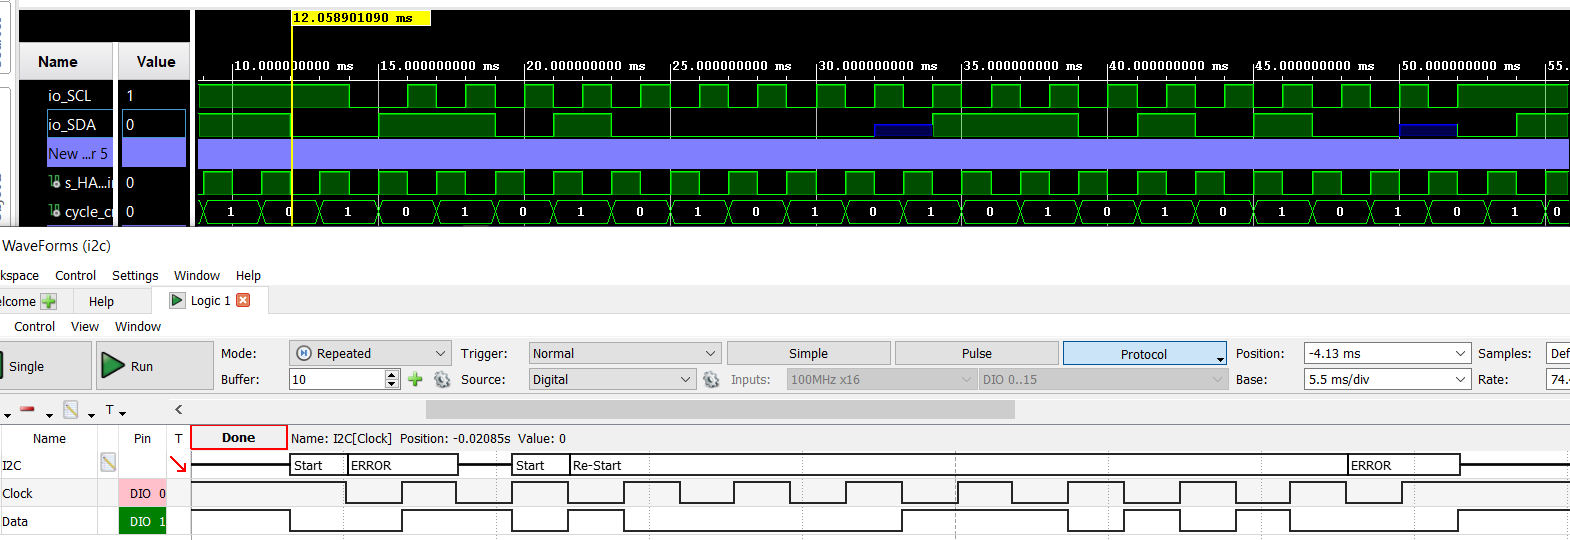 12.058901090 ms
Name Value
10.000000000 ms 15.000000000 ms 20.000000000 ms 25.000000000 ms 30.000000000 ms 35.000000000 ms 40.000000000 ms 45.000000000 ms 50.000000000 ms 55.
io_SCL 1
io_SDA 0
New ...r 5
s_HA...in 0
cycle_cn 0 1 0 1 0 1 0 1 0 1 0 1 0 1 0 1 0 1 0 1 0 1 0 1 0
WaveForms (i2c)
kspace Control Settings Window Help
elcome Help Logic 1
Control View Window
Single Run Mode: Repeated Trigger: Normal Simple Pulse Protocol Position: -4.13 ms Samples: Def
Buffer: 10 Source: Digital Inputs: 100MHz x16 DIO 0..15 Base: 5.5 ms/div Rate: 74.
T
Name Pin T Done Name: I2C[Clock] Position: -0.02085s Value: 0
I2C Start ERROR Start Re-Start ERROR
Clock DIO 0
Data DIO 1